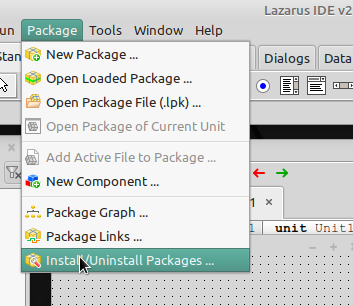 Lazarus IDE v2
un Package Tools Window Help
Stan
New Package ...
Dialogs Data
Open Loaded Package ...
Open Package File (.lpk) ...
Open Package of Current Unit
Add Active File to Package ...
New Component ...
Package Graph ...
1 ×
Package Links ...
unit Unit1
Install/Uninstall Packages ...